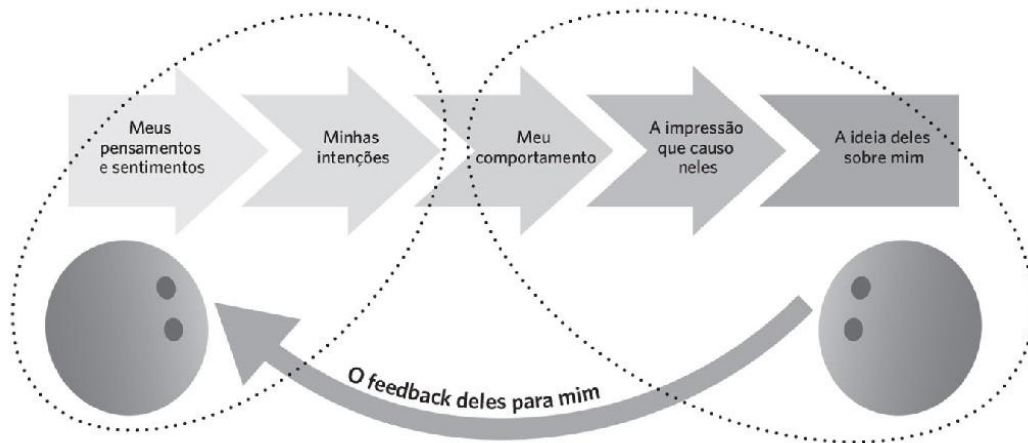 Meus
pensamentos
e sentimentos
Minhas
intenções
Meu
comportamento
A impressão
que causo
neles
A ideia deles
sobre mim
O feedback deles para mim